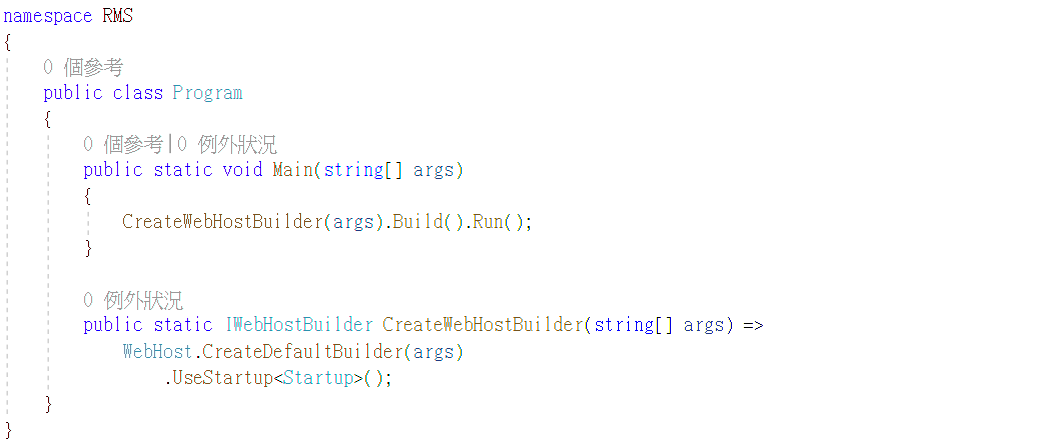 namespace RMS
{
0 個參考
public class Program
{
0 個參考|0 例外狀況
public static void Main(string[] args)
{
CreateWebHostBuilder(args).Build().Run();
}
0 例外狀況
public static IWebHostBuilder CreateWebHostBuilder(string[] args) =>
WebHost.CreateDefaultBuilder(args)
.UseStartup<Startup>();
}
}